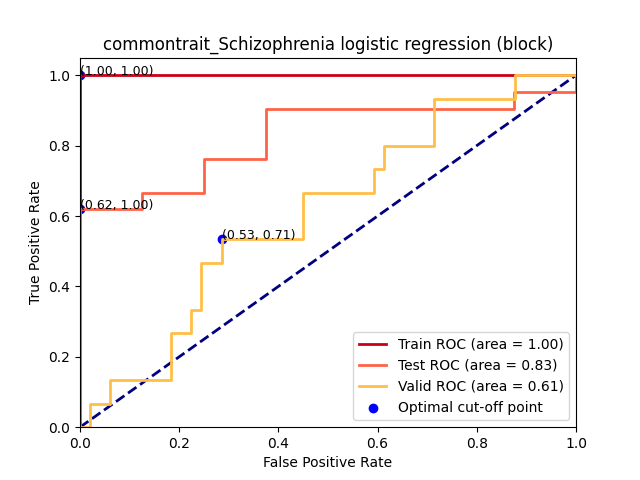 commontrait_Schizophrenia logistic regression (block)
1.0
0.8
0.6
0.4
0.2
0.0
True Positive Rate
(1.00, 1.00)
(0.62, 1.00)
(0.53, 0.71)
Train ROC (area = 1.00)
Test ROC (area = 0.83)
Valid ROC (area = 0.61)
Optimal cut-off point
0.0 0.2 0.4 0.6 0.8 1.0
False Positive Rate